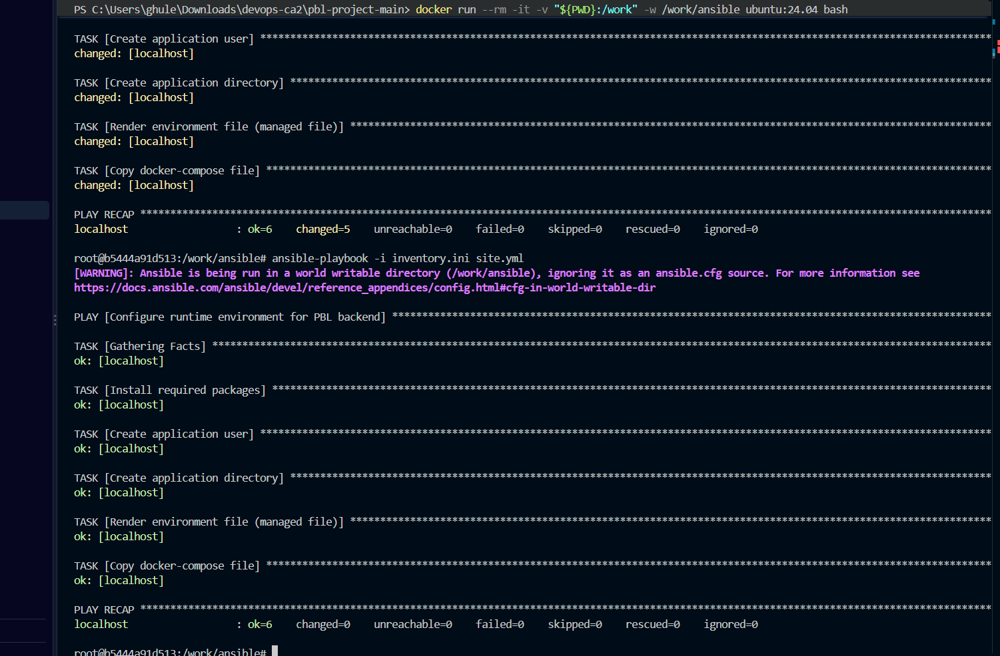 PS C:\Users\ghule\Downloads\devops-ca2\pbl-project-main> docker run --rm -it -v "${PWD}:/work" -w /work/ansible ubuntu:24.04 bash
TASK [Create application user] **************************************************************************************************************************
changed: [localhost]
TASK [Create application directory] *********************************************************************************************************************
changed: [localhost]
TASK [Render environment file (managed file)] ***********************************************************************************************************
changed: [localhost]
TASK [Copy docker-compose file] *************************************************************************************************************************
changed: [localhost]
PLAY RECAP **********************************************************************************************************************************************
localhost                  : ok=6    changed=5    unreachable=0    failed=0    skipped=0    rescued=0    ignored=0
root@b5444a91d513:/work/ansible# ansible-playbook -i inventory.ini site.yml
[WARNING]: Ansible is being run in a world writable directory (/work/ansible), ignoring it as an ansible.cfg source. For more information see
https://docs.ansible.com/ansible/devel/reference_appendices/config.html#cfg-in-world-writable-dir
PLAY [Configure runtime environment for PBL backend] ****************************************************************************************************
TASK [Gathering Facts] **********************************************************************************************************************************
ok: [localhost]
TASK [Install required packages] ************************************************************************************************************************
ok: [localhost]
TASK [Create application user] **************************************************************************************************************************
ok: [localhost]
TASK [Create application directory] *********************************************************************************************************************
ok: [localhost]
TASK [Render environment file (managed file)] ***********************************************************************************************************
ok: [localhost]
TASK [Copy docker-compose file] *************************************************************************************************************************
ok: [localhost]
PLAY RECAP **********************************************************************************************************************************************
localhost                  : ok=6    changed=0    unreachable=0    failed=0    skipped=0    rescued=0    ignored=0
root@b5444a91d513:/work/ansible#